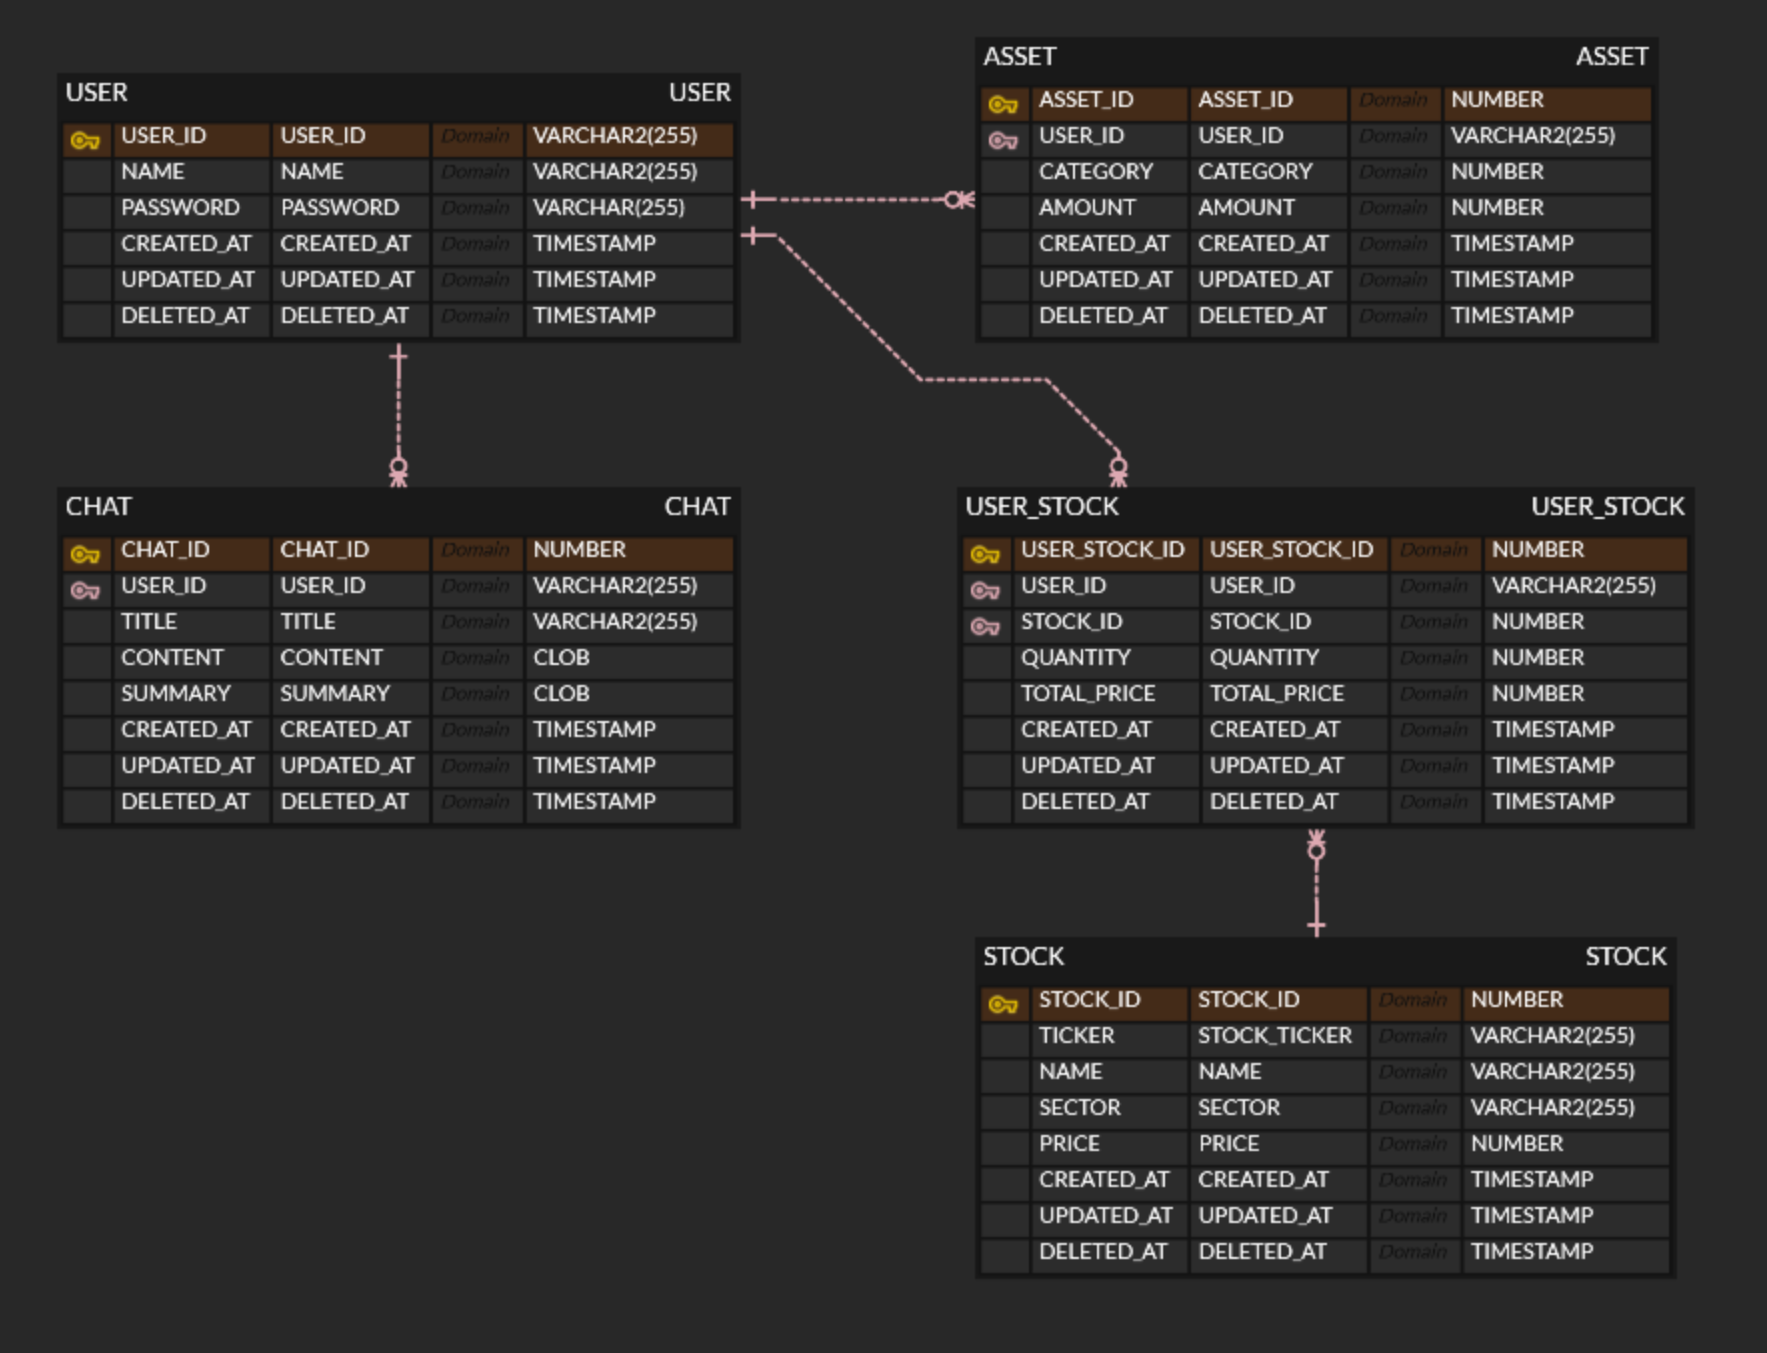 USER USER
USER_ID USER_ID Domain VARCHAR2(255)
NAME NAME Domain VARCHAR2(255)
PASSWORD PASSWORD Domain VARCHAR(255)
CREATED_AT CREATED_AT Domain TIMESTAMP
UPDATED_AT UPDATED_AT Domain TIMESTAMP
DELETED_AT DELETED_AT Domain TIMESTAMP
ASSET ASSET
ASSET_ID ASSET_ID Domain NUMBER
USER_ID USER_ID Domain VARCHAR2(255)
CATEGORY CATEGORY Domain NUMBER
AMOUNT AMOUNT Domain NUMBER
CREATED_AT CREATED_AT Domain TIMESTAMP
UPDATED_AT UPDATED_AT Domain TIMESTAMP
DELETED_AT DELETED_AT Domain TIMESTAMP
CHAT CHAT
CHAT_ID CHAT_ID Domain NUMBER
USER_ID USER_ID Domain VARCHAR2(255)
TITLE TITLE Domain VARCHAR2(255)
CONTENT CONTENT Domain CLOB
SUMMARY SUMMARY Domain CLOB
CREATED_AT CREATED_AT Domain TIMESTAMP
UPDATED_AT UPDATED_AT Domain TIMESTAMP
DELETED_AT DELETED_AT Domain TIMESTAMP
USER_STOCK USER_STOCK
USER_STOCK_ID USER_STOCK_ID Domain NUMBER
USER_ID USER_ID Domain VARCHAR2(255)
STOCK_ID STOCK_ID Domain NUMBER
QUANTITY QUANTITY Domain NUMBER
TOTAL_PRICE TOTAL_PRICE Domain NUMBER
CREATED_AT CREATED_AT Domain TIMESTAMP
UPDATED_AT UPDATED_AT Domain TIMESTAMP
DELETED_AT DELETED_AT Domain TIMESTAMP
STOCK STOCK
STOCK_ID STOCK_ID Domain NUMBER
TICKER STOCK_TICKER Domain VARCHAR2(255)
NAME NAME Domain VARCHAR2(255)
SECTOR SECTOR Domain VARCHAR2(255)
PRICE PRICE Domain NUMBER
CREATED_AT CREATED_AT Domain TIMESTAMP
UPDATED_AT UPDATED_AT Domain TIMESTAMP
DELETED_AT DELETED_AT Domain TIMESTAMP